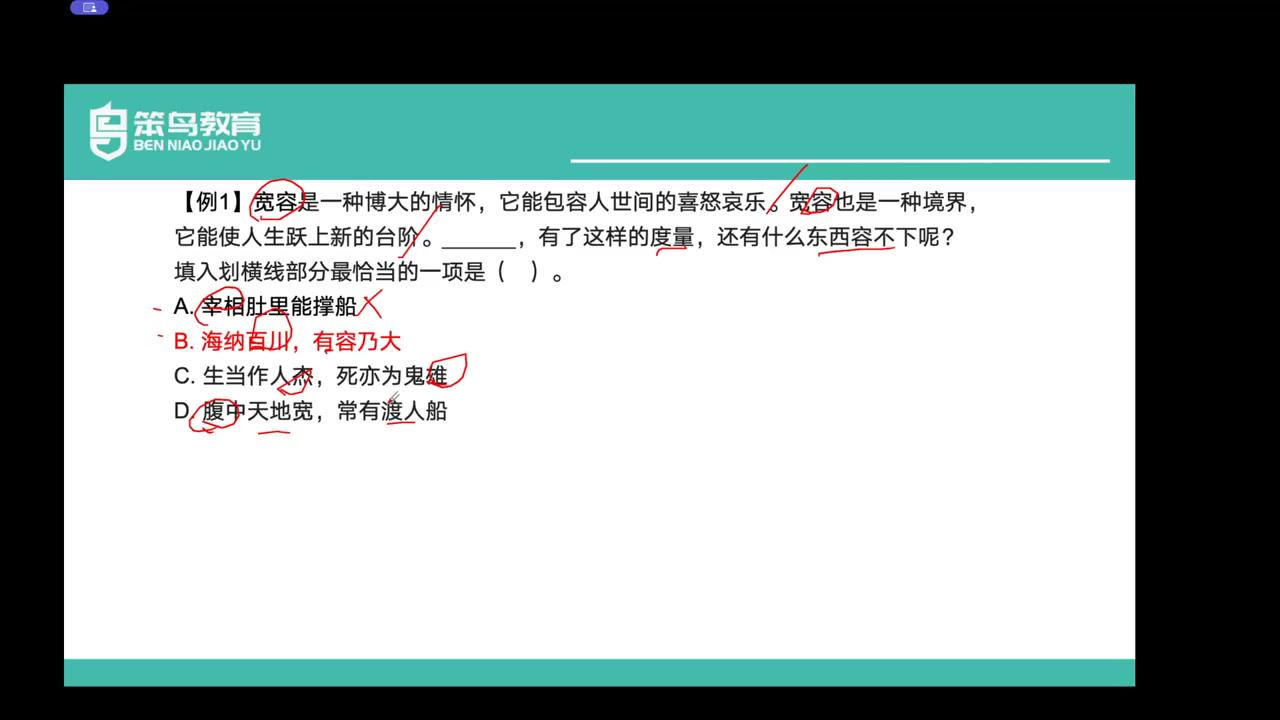 笨鸟教育
BEN NIAO JIAO YU
【例1】宽容是一种博大的情怀，它能包容人世间的喜怒哀乐。宽容也是一种境界，
它能使人生跃上新的台阶。______，有了这样的度量，还有什么东西容不下呢？
填入划横线部分最恰当的一项是（  ）。
A. 宰相肚里能撑船
B. 海纳百川，有容乃大
C. 生当作人杰，死亦为鬼雄
D. 腹中天地宽，常有渡人船